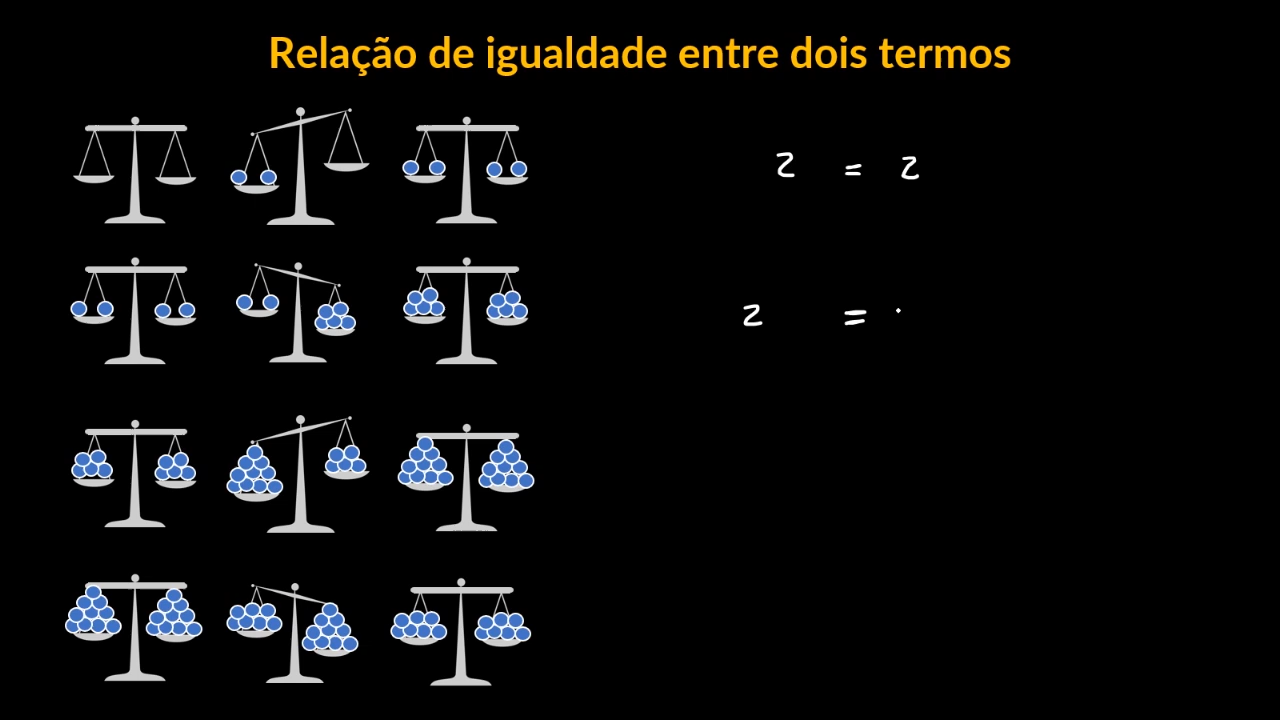 Relação de igualdade entre dois termos
2 = 2
2 =